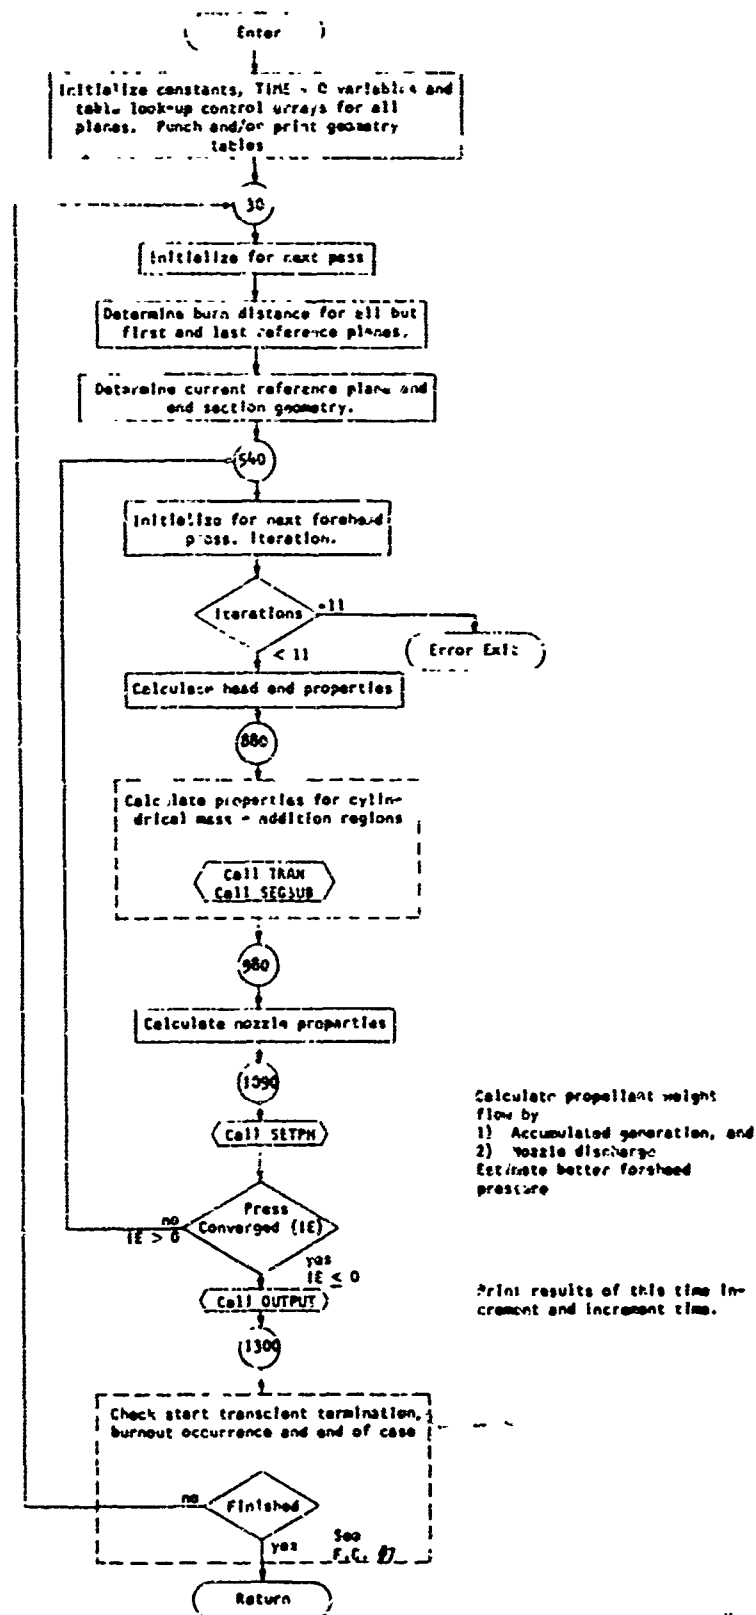 Enter
Initialize constants, TIME = 0 variables and
table look-up control arrays for all
planes. Punch and/or print geometry
tables
30
Initialize for next pass
Determine burn distance for all but
first and last reference planes.
Determine current reference plane and
end section geometry.
540
Initialize for next forehead
press. iteration.
Iterations
=11
Error Exit
< 11
Calculate head end properties
880
Calculate properties for cylin-
drical mass - addition regions
Call TRAN
Call SEGSUB
980
Calculate nozzle properties
1090
Call SETPH
Calculate propellant weight
flow by
1) Accumulated generation, and
2) Nozzle discharge
Estimate better forehead
pressure
Press
Converged (IE)
no
IE > 0
yes
IE ≤ 0
Call OUTPUT
Print results of this time in-
crement and increment time.
1300
Check start transient termination,
burnout occurrence and end of case
no
Finished
yes
See
F.C. #7
Return